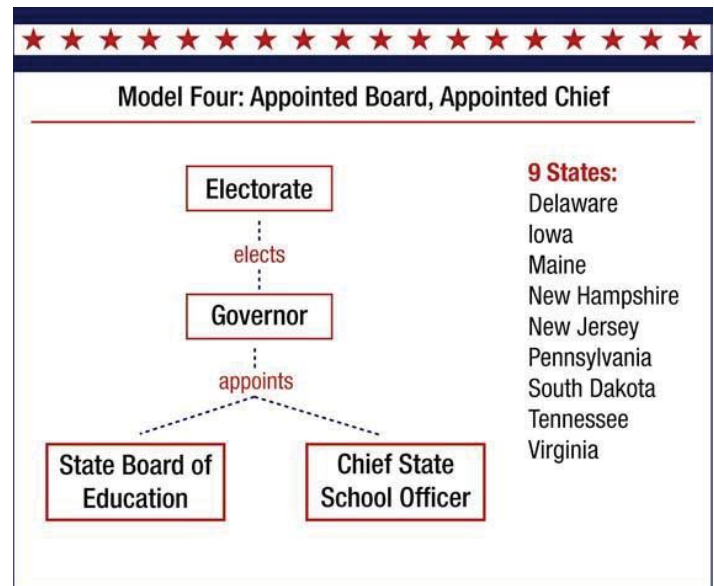 Model Four: Appointed Board, Appointed Chief
Electorate
elects
Governor
appoints
State Board of
Education
Chief State
School Officer
9 States:
Delaware
Iowa
Maine
New Hampshire
New Jersey
Pennsylvania
South Dakota
Tennessee
Virginia